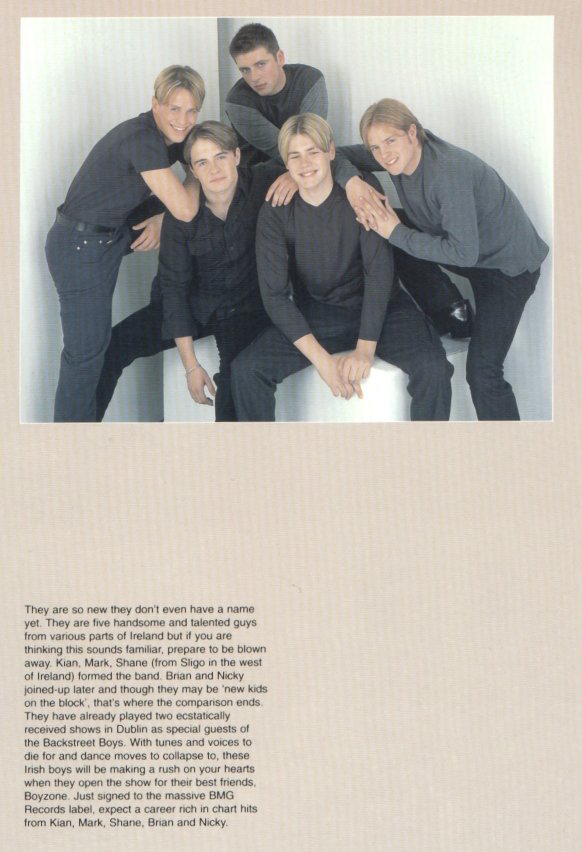 They are so new they don't even have a name
yet. They are five handsome and talented guys
from various parts of Ireland but if you are
thinking this sounds familiar, prepare to be blown
away. Kian, Mark, Shane (from Sligo in the west
of Ireland) formed the band. Brian and Nicky
joined-up later and though they may be 'new kids
on the block', that's where the comparison ends.
They have already played two ecstatically
received shows in Dublin as special guests of
the Backstreet Boys. With tunes and voices to
die for and dance moves to collapse to, these
Irish boys will be making a rush on your hearts
when they open the show for their best friends,
Boyzone. Just signed to the massive BMG
Records label, expect a career rich in chart hits
from Kian, Mark, Shane, Brian and Nicky.